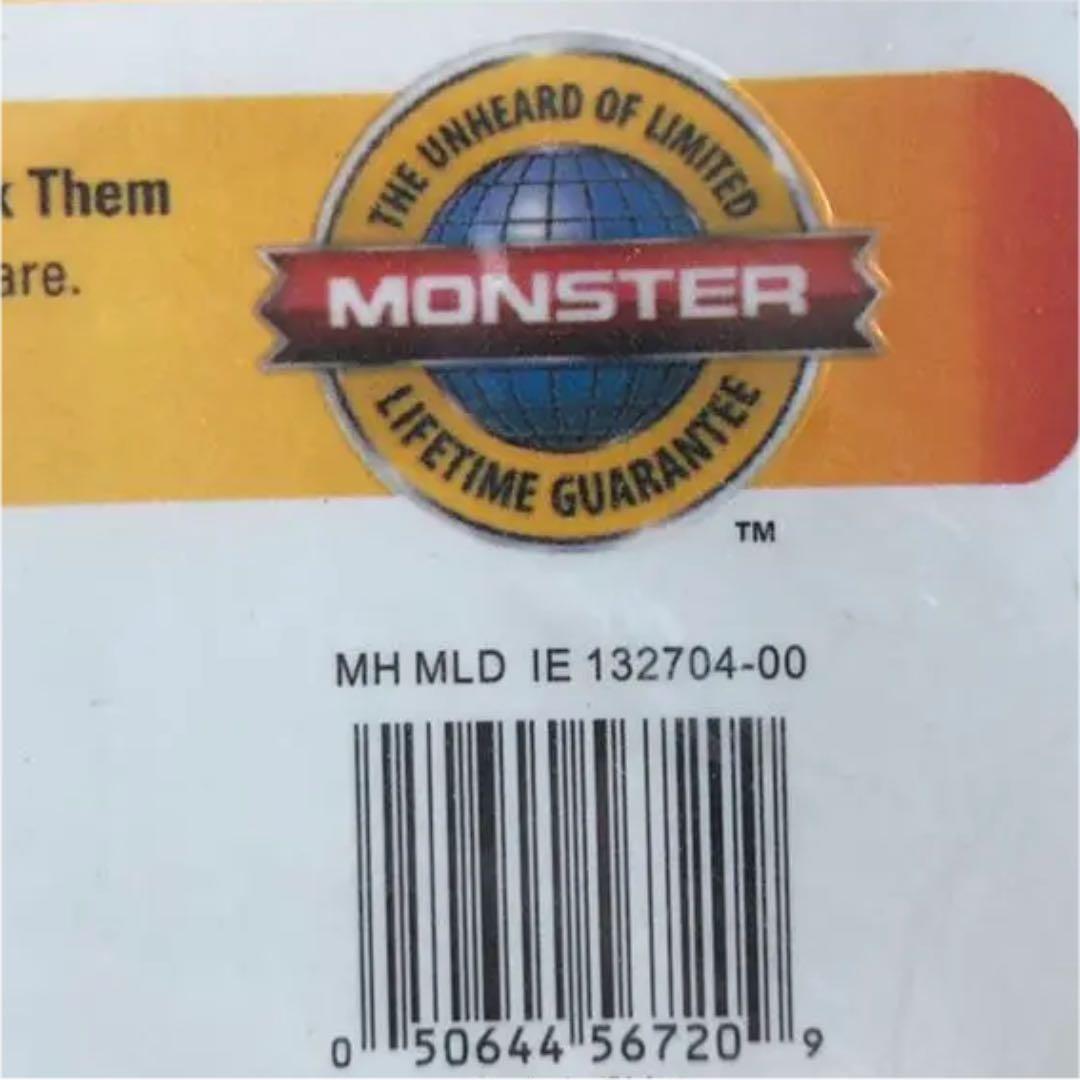 Them
are.
THE UNHEARD OF LIMITED
MONSTER
LIFETIME GUARANTEE
TM
MH MLD IE 132704-00
0 50644 56720 9